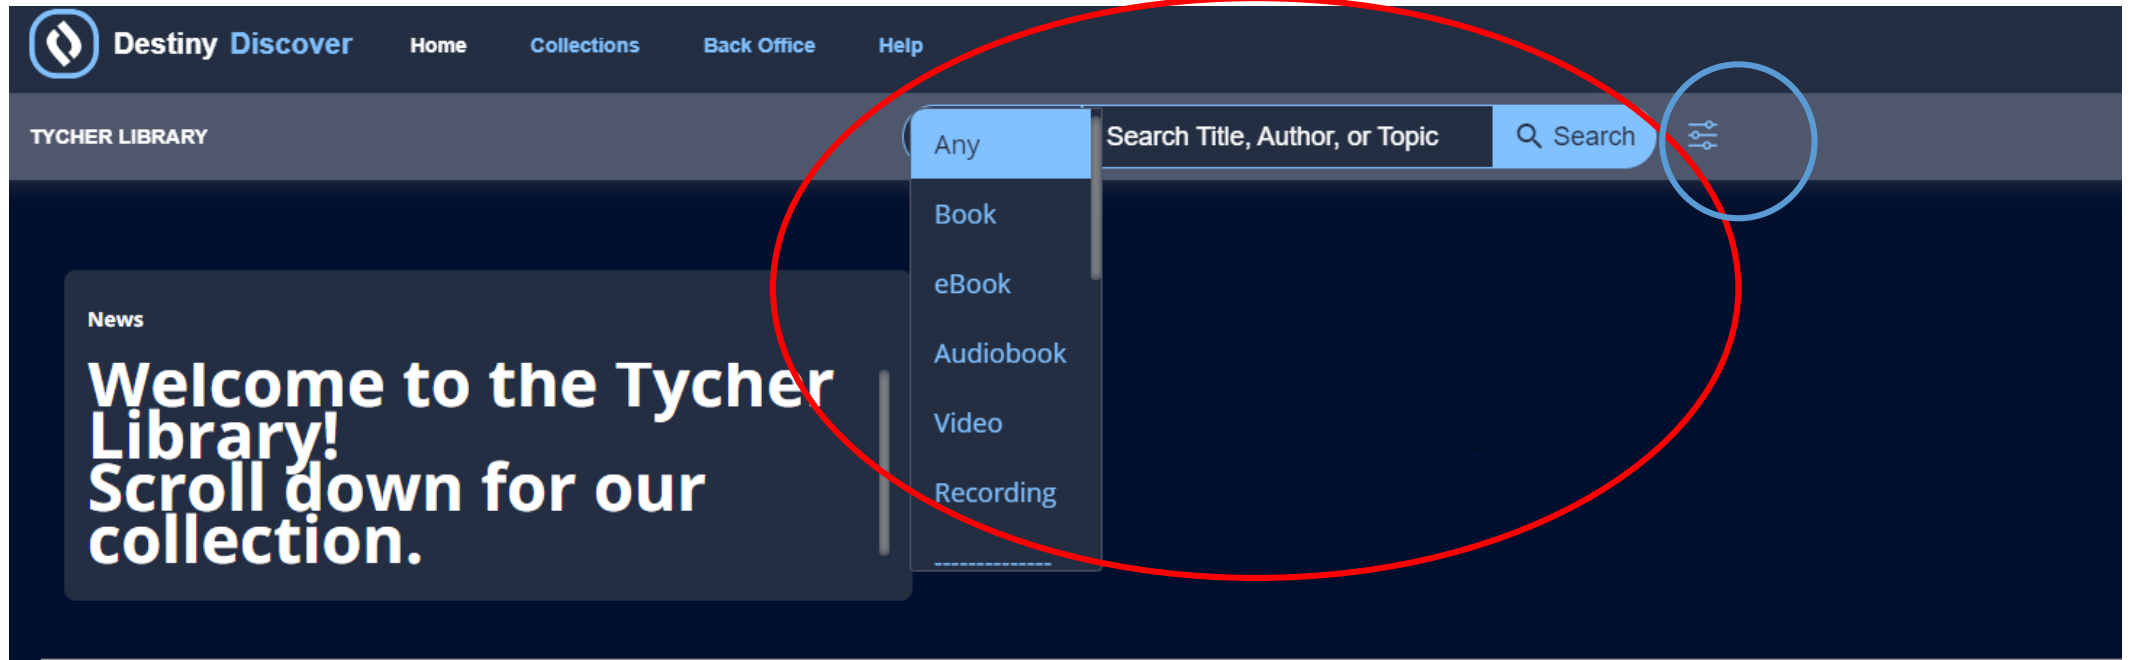 Destiny Discover Home Collections Back Office Help
TYCHER LIBRARY
Search Title, Author, or Topic
Search
Any
Book
eBook
Audiobook
Video
Recording
--------------
News
Welcome to the Tycher
Library!
Scroll down for our
collection.